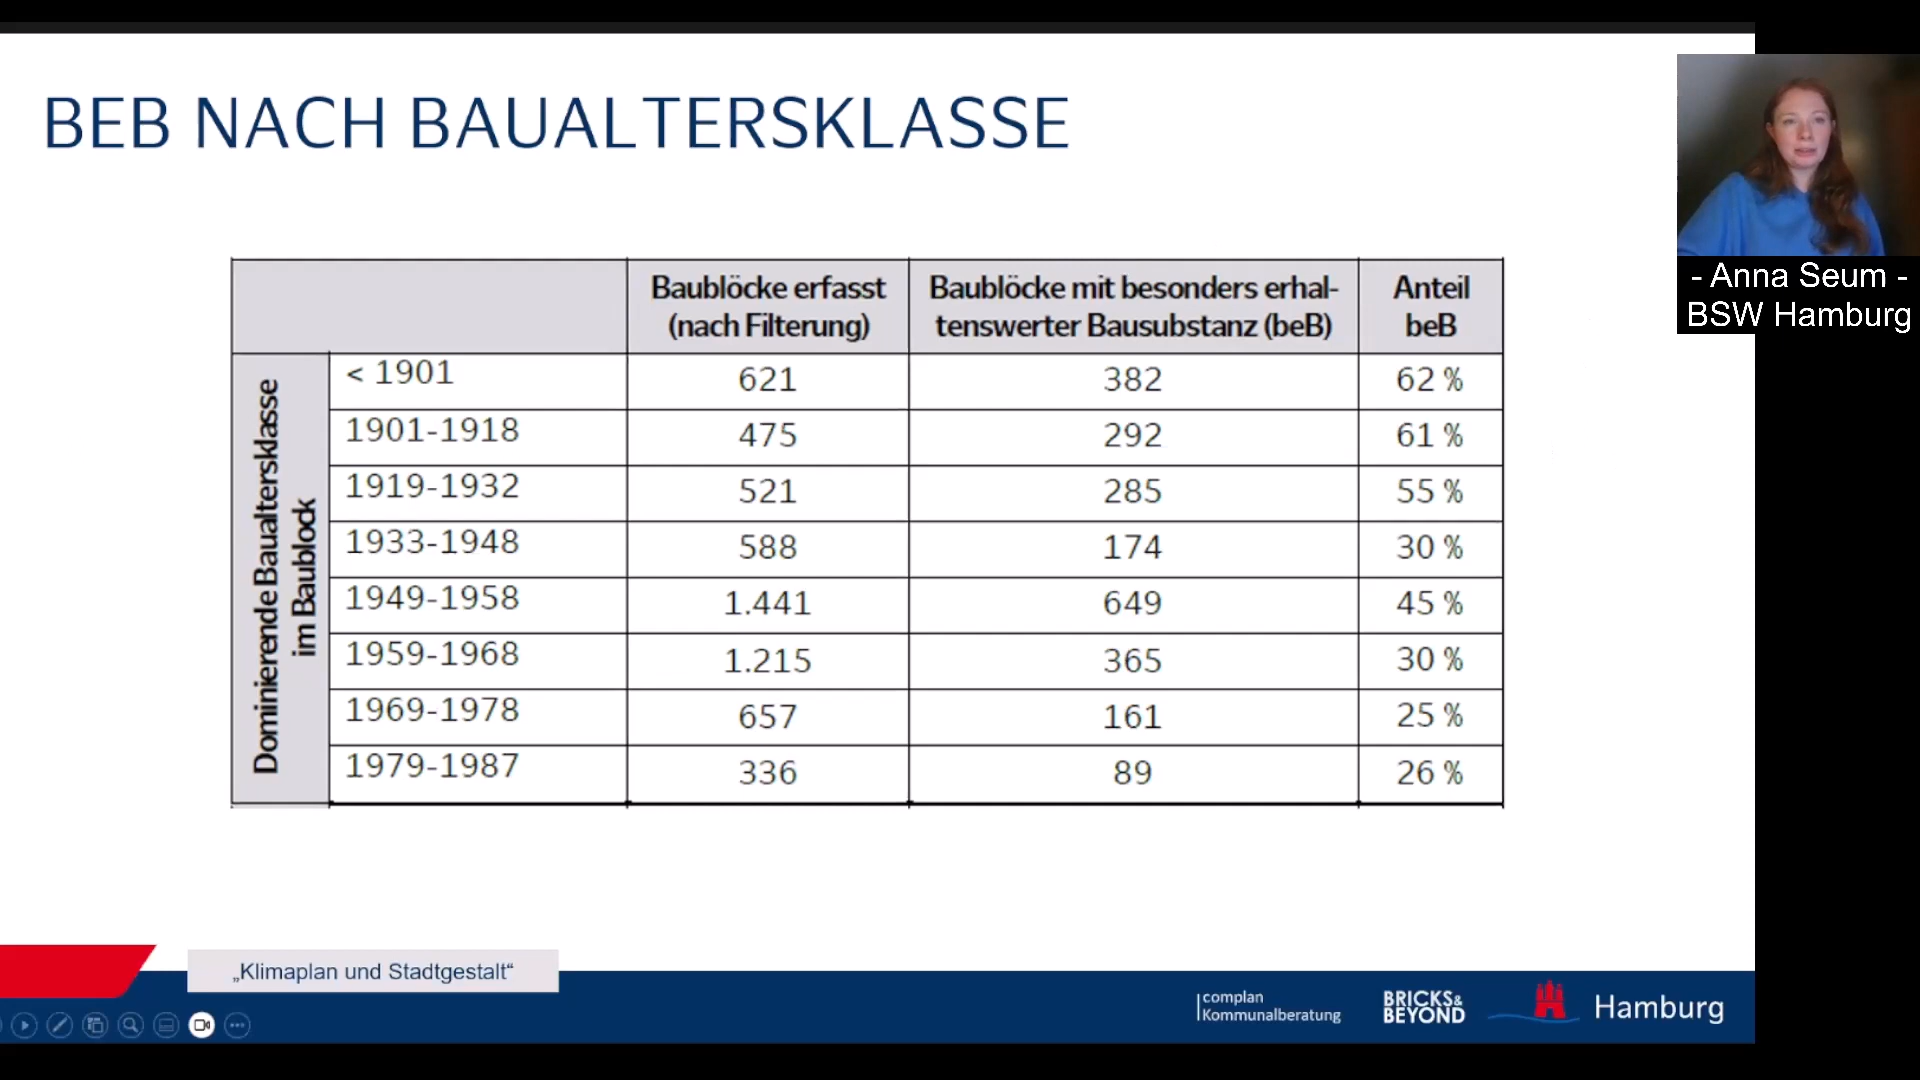 BEB NACH BAUALTERSKLASSE
- Anna Seum -
BSW Hamburg
Baublöcke erfasst
(nach Filterung)
Baublöcke mit besonders erhal-
tenswerter Bausubstanz (beB)
Anteil
beB
Dominierende Baualtersklasse
im Baublock
< 1901 621 382 62 %
1901-1918 475 292 61 %
1919-1932 521 285 55 %
1933-1948 588 174 30 %
1949-1958 1.441 649 45 %
1959-1968 1.215 365 30 %
1969-1978 657 161 25 %
1979-1987 336 89 26 %
„Klimaplan und Stadtgestalt“
complan
Kommunalberatung
BRICKS&
BEYOND
Hamburg